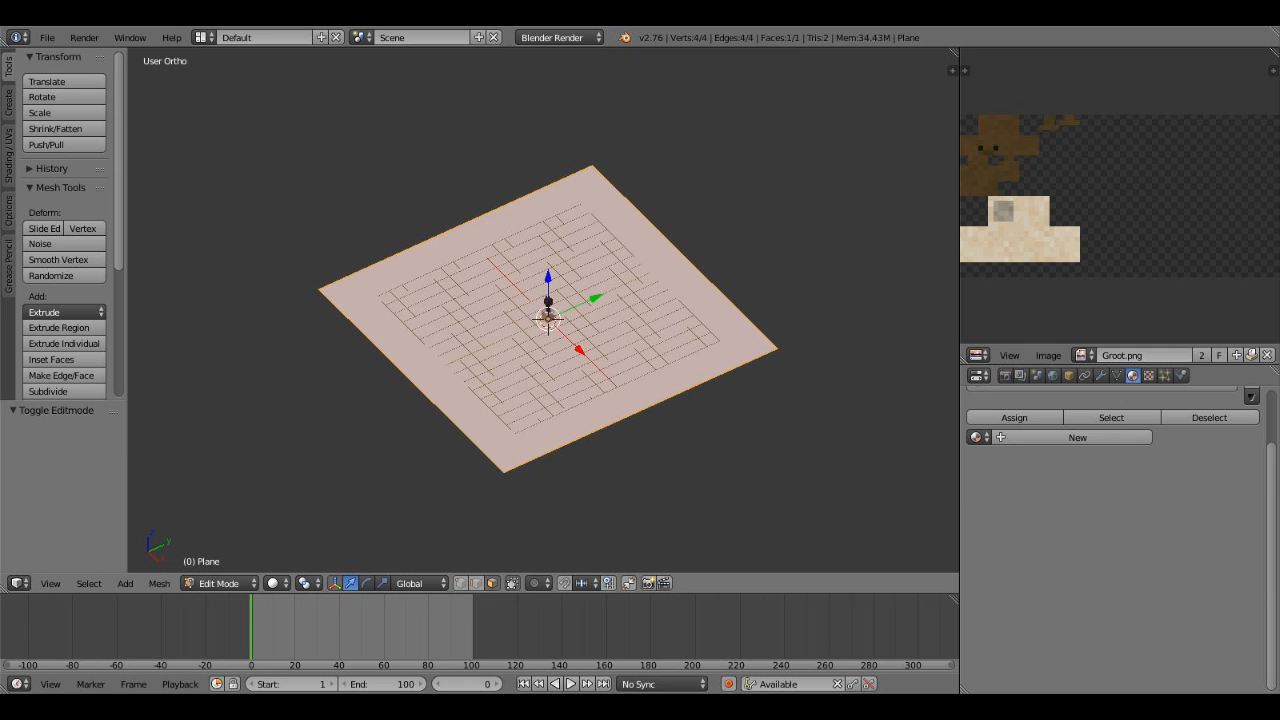 File Render Window Help Default Scene Blender Render v2.76 | Verts:4/4 | Edges:4/4 | Faces:1/1 | Tris:2 | Mem:34.43M | Plane
Tools
Create
Shading / UVs
Options
Grease Pencil
Transform
Translate
Rotate
Scale
Shrink/Fatten
Push/Pull
History
Mesh Tools
Deform:
Slide Ed Vertex
Noise
Smooth Vertex
Randomize
Add:
Extrude
Extrude Region
Extrude Individual
Inset Faces
Make Edge/Face
Subdivide
Toggle Editmode
User Ortho
(0) Plane
View Select Add Mesh Edit Mode Global
View Image Groot.png 2 F
Assign Select Deselect
New
-100 -80 -60 -40 -20 0 20 40 60 80 100 120 140 160 180 200 220 240 260 280 300
View Marker Frame Playback Start: 1 End: 100 0 No Sync Available